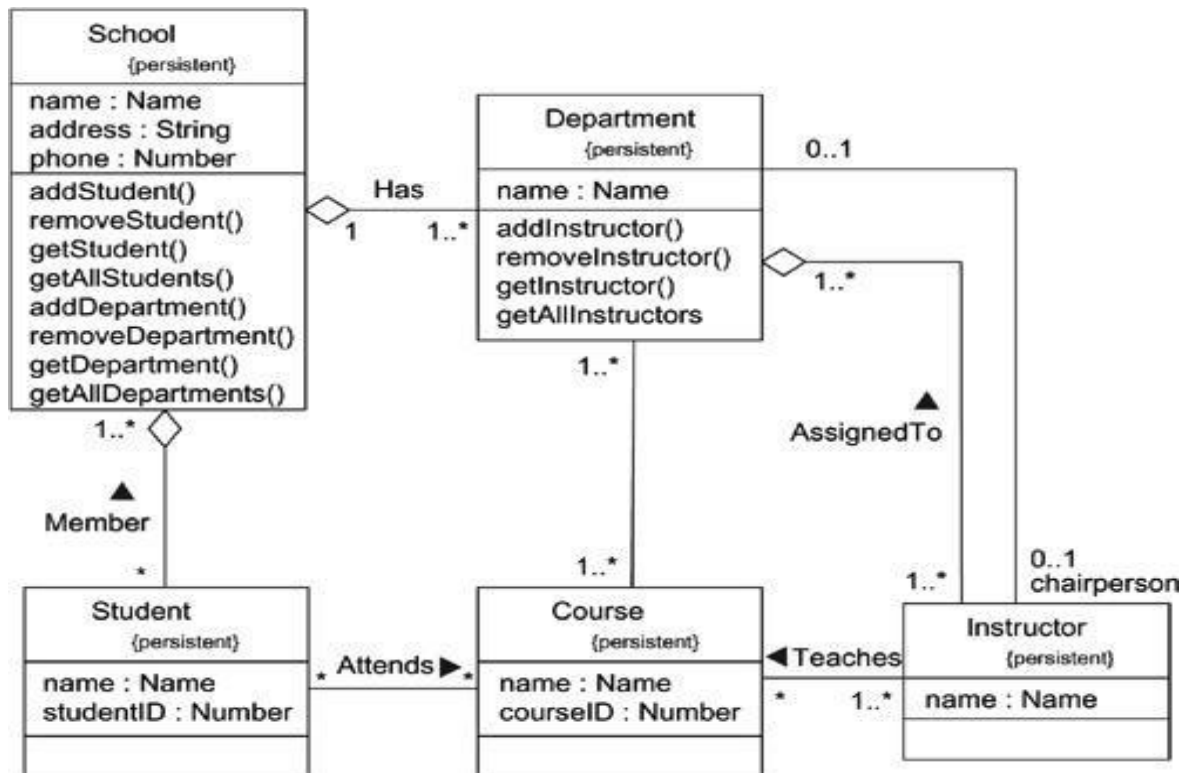 School
{persistent}
name : Name
address : String
phone : Number
addStudent()
removeStudent()
getStudent()
getAllStudents()
addDepartment()
removeDepartment()
getDepartment()
getAllDepartments()
Has
1
1..*
Department
{persistent}
name : Name
addInstructor()
removeInstructor()
getInstructor()
getAllInstructors
0..1
1..*
1..*
1..*
Member
*
AssignedTo
1..*
1..*
0..1
chairperson
Student
{persistent}
name : Name
studentID : Number
* Attends *
Course
{persistent}
name : Name
courseID : Number
Teaches
* 1..*
Instructor
{persistent}
name : Name